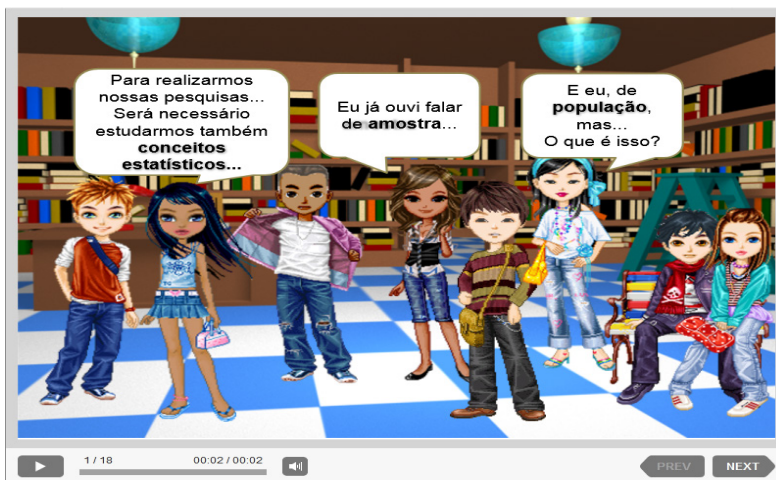 Para realizarmos
nossas pesquisas...
Será necessário
estudarmos também
conceitos
estatísticos...
Eu já ouvi falar
de amostra...
E eu, de
população,
mas...
O que é isso?
1 / 18
00:02 / 00:02
PREV
NEXT